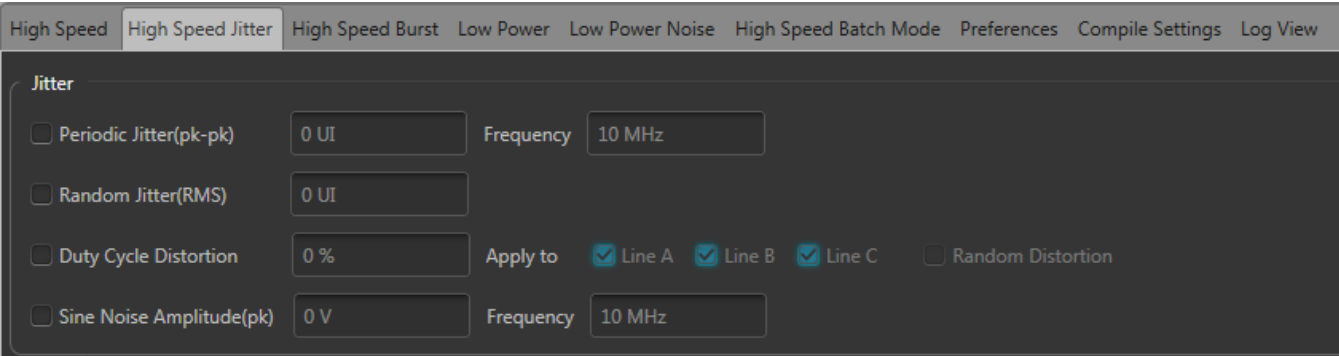 High Speed High Speed Jitter High Speed Burst Low Power Low Power Noise High Speed Batch Mode Preferences Compile Settings Log View
Jitter
Periodic Jitter(pk-pk) 0 UI Frequency 10 MHz
Random Jitter(RMS) 0 UI
Duty Cycle Distortion 0 % Apply to Line A Line B Line C Random Distortion
Sine Noise Amplitude(pk) 0 V Frequency 10 MHz